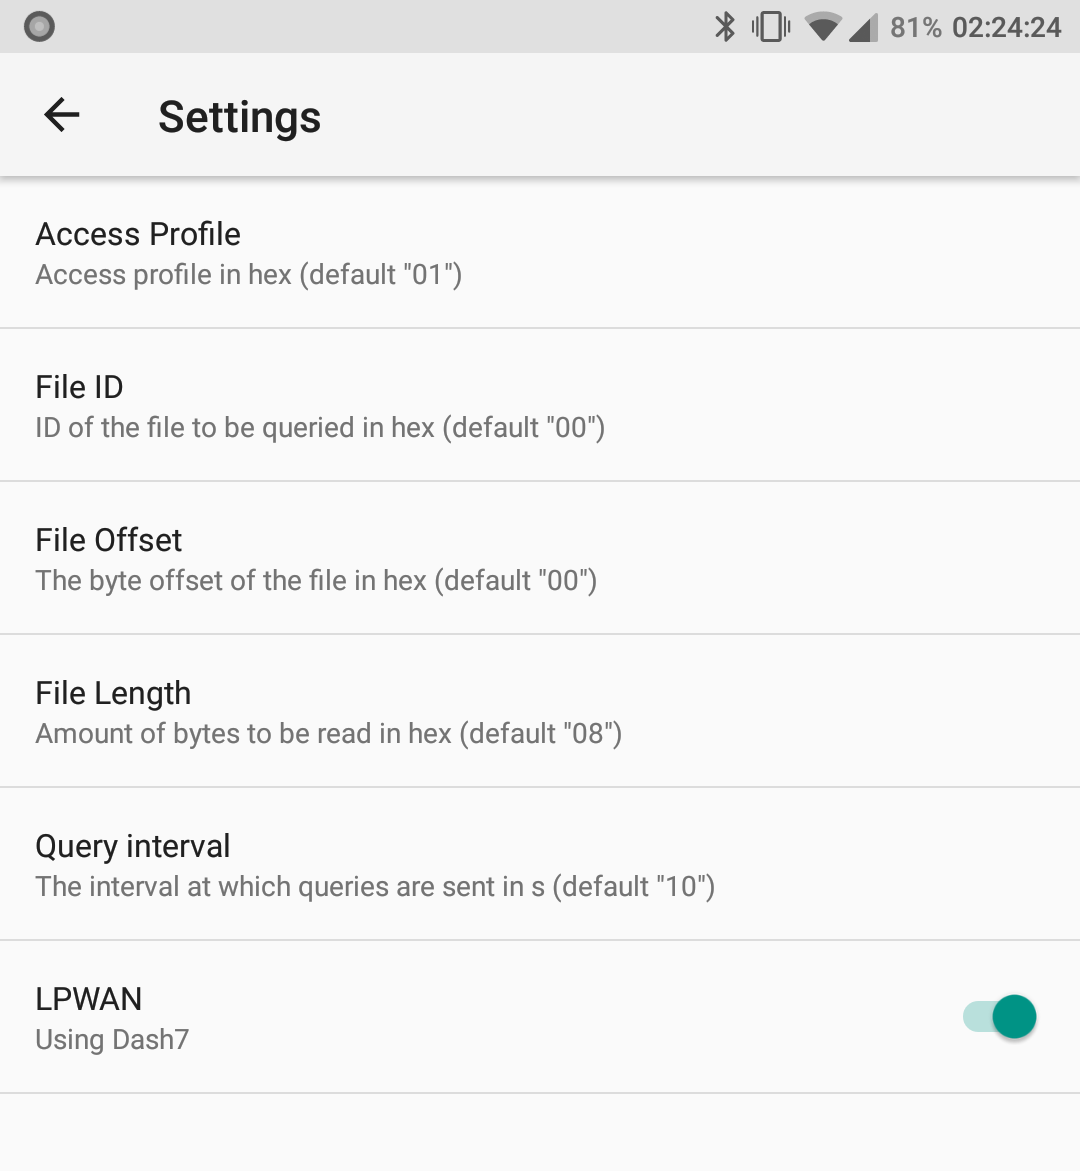 81% 02:24:24
Settings
Access Profile
Access profile in hex (default "01")
File ID
ID of the file to be queried in hex (default "00")
File Offset
The byte offset of the file in hex (default "00")
File Length
Amount of bytes to be read in hex (default "08")
Query interval
The interval at which queries are sent in s (default "10")
LPWAN
Using Dash7